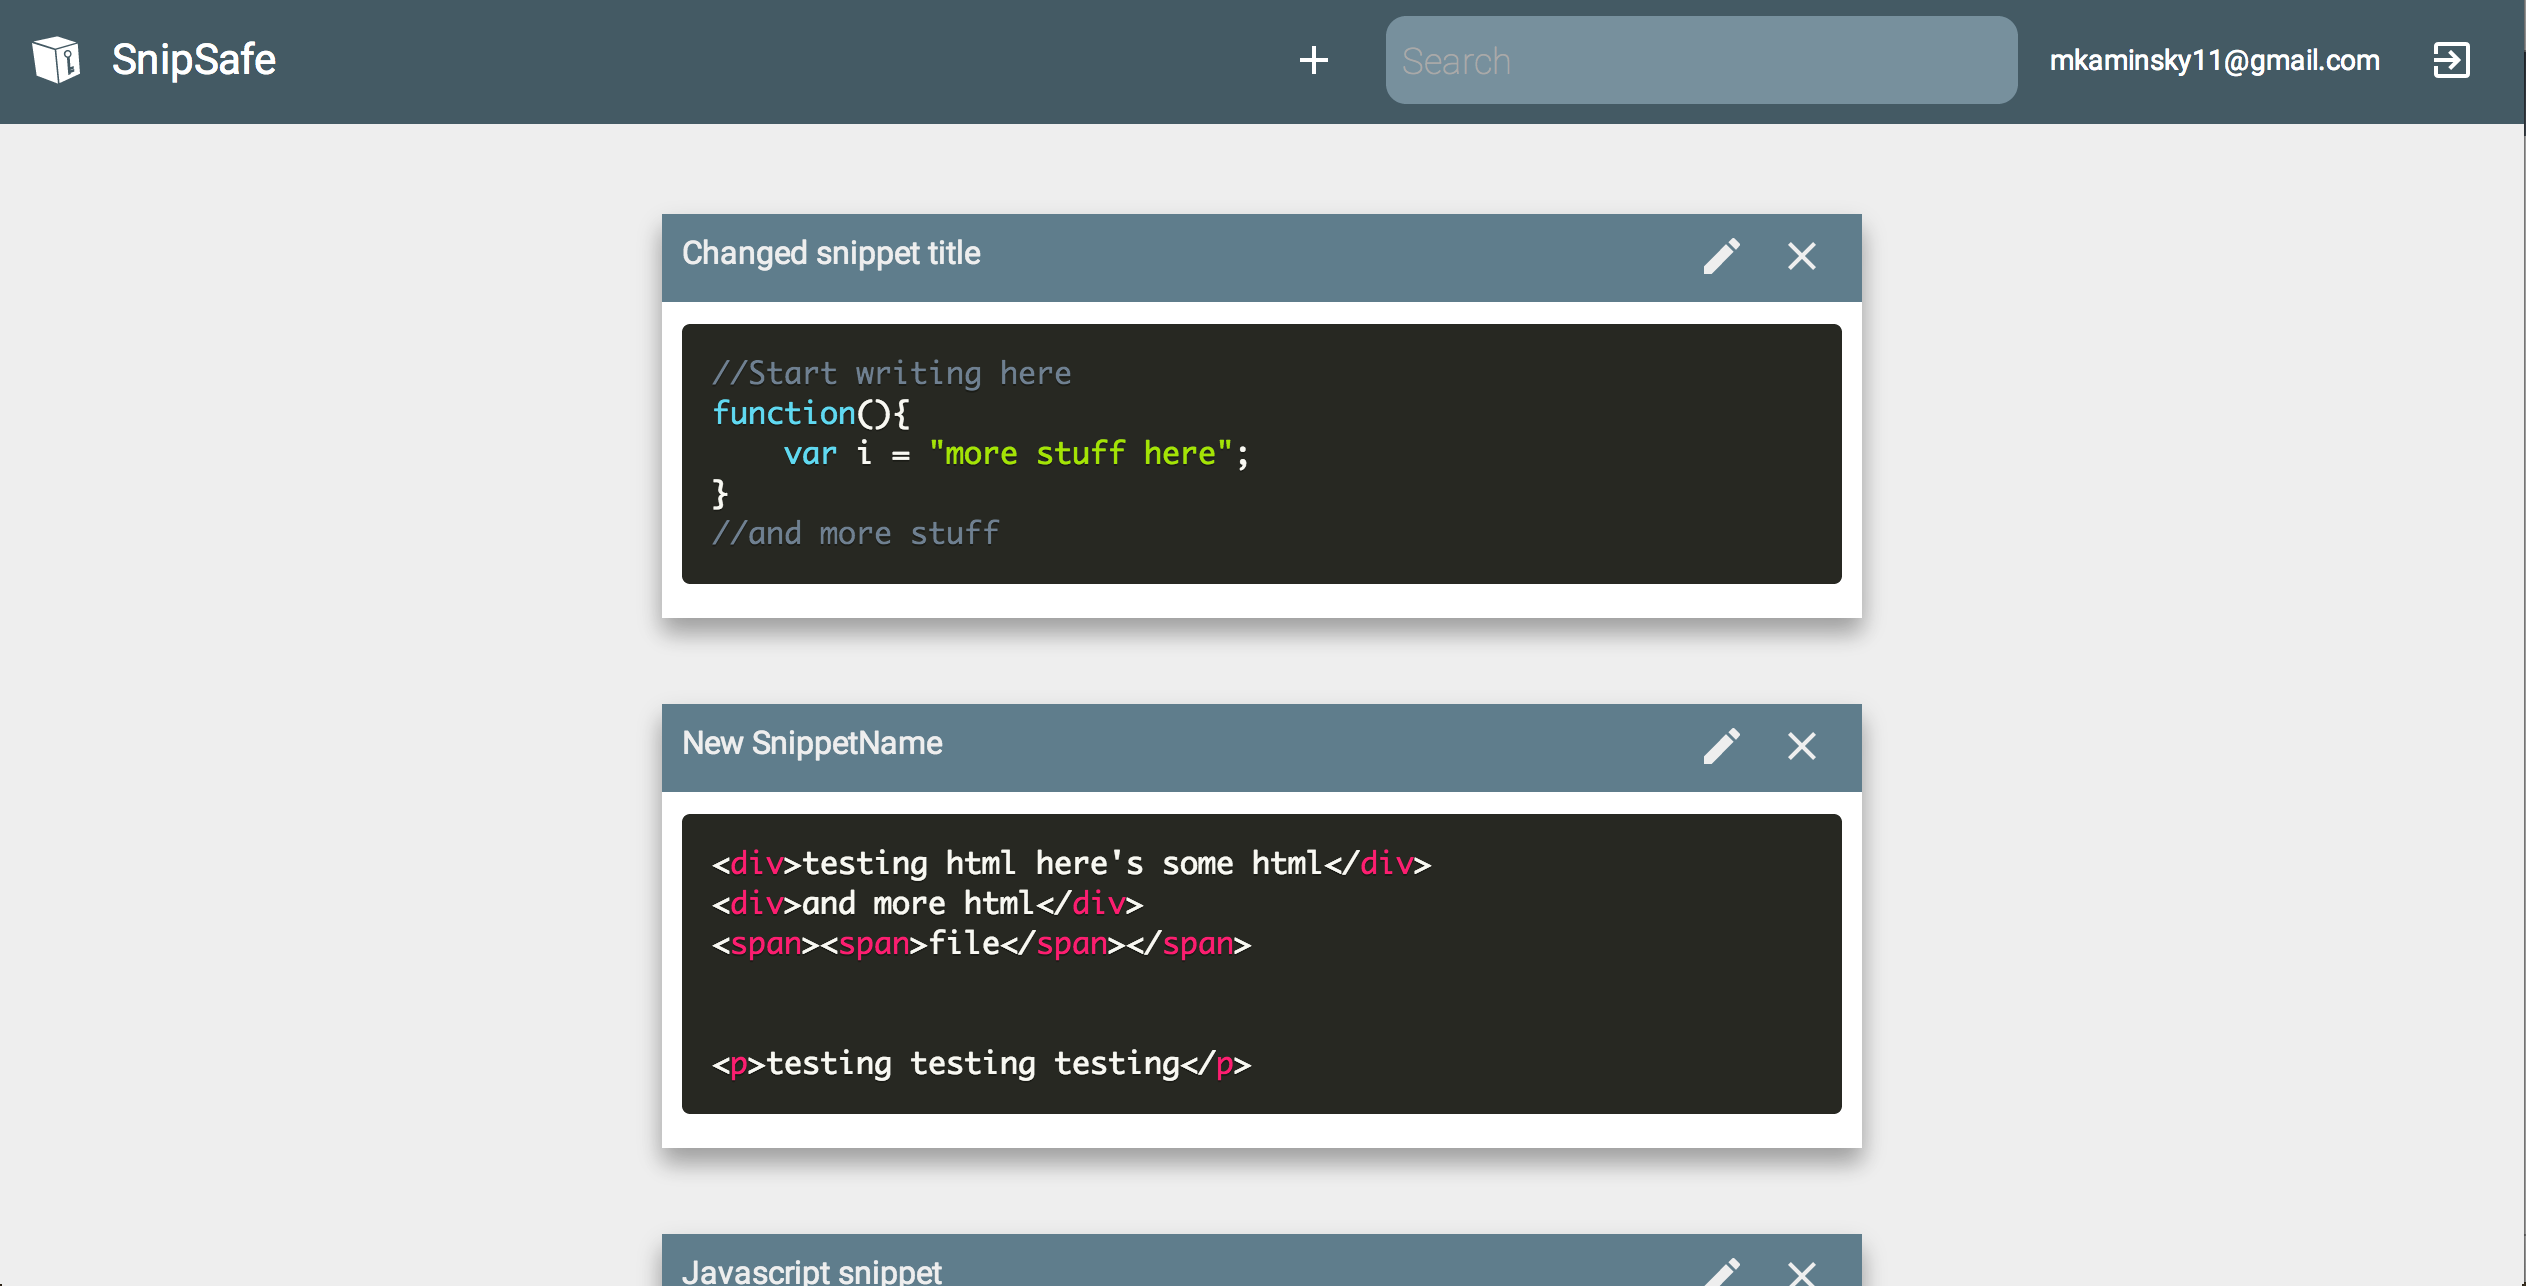 SnipSafe
+
Search
mkaminsky11@gmail.com
Changed snippet title
//Start writing here
function(){
    var i = "more stuff here";
}
//and more stuff
New SnippetName
<div>testing html here's some html</div>
<div>and more html</div>
<span><span>file</span></span>
<p>testing testing testing</p>
Javascript snippet